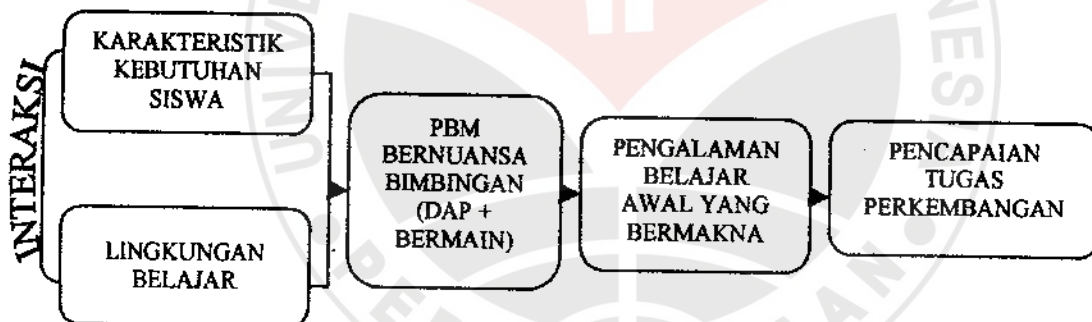 INTERAKSI
KARAKTERISTIK
KEBUTUHAN
SISWA
LINGKUNGAN
BELAJAR
PBM
BERNUANSA
BIMBINGAN
(DAP +
BERMAIN)
PENGALAMAN
BELAJAR
AWAL YANG
BERMAKNA
PENCAPAIAN
TUGAS
PERKEMBANGAN